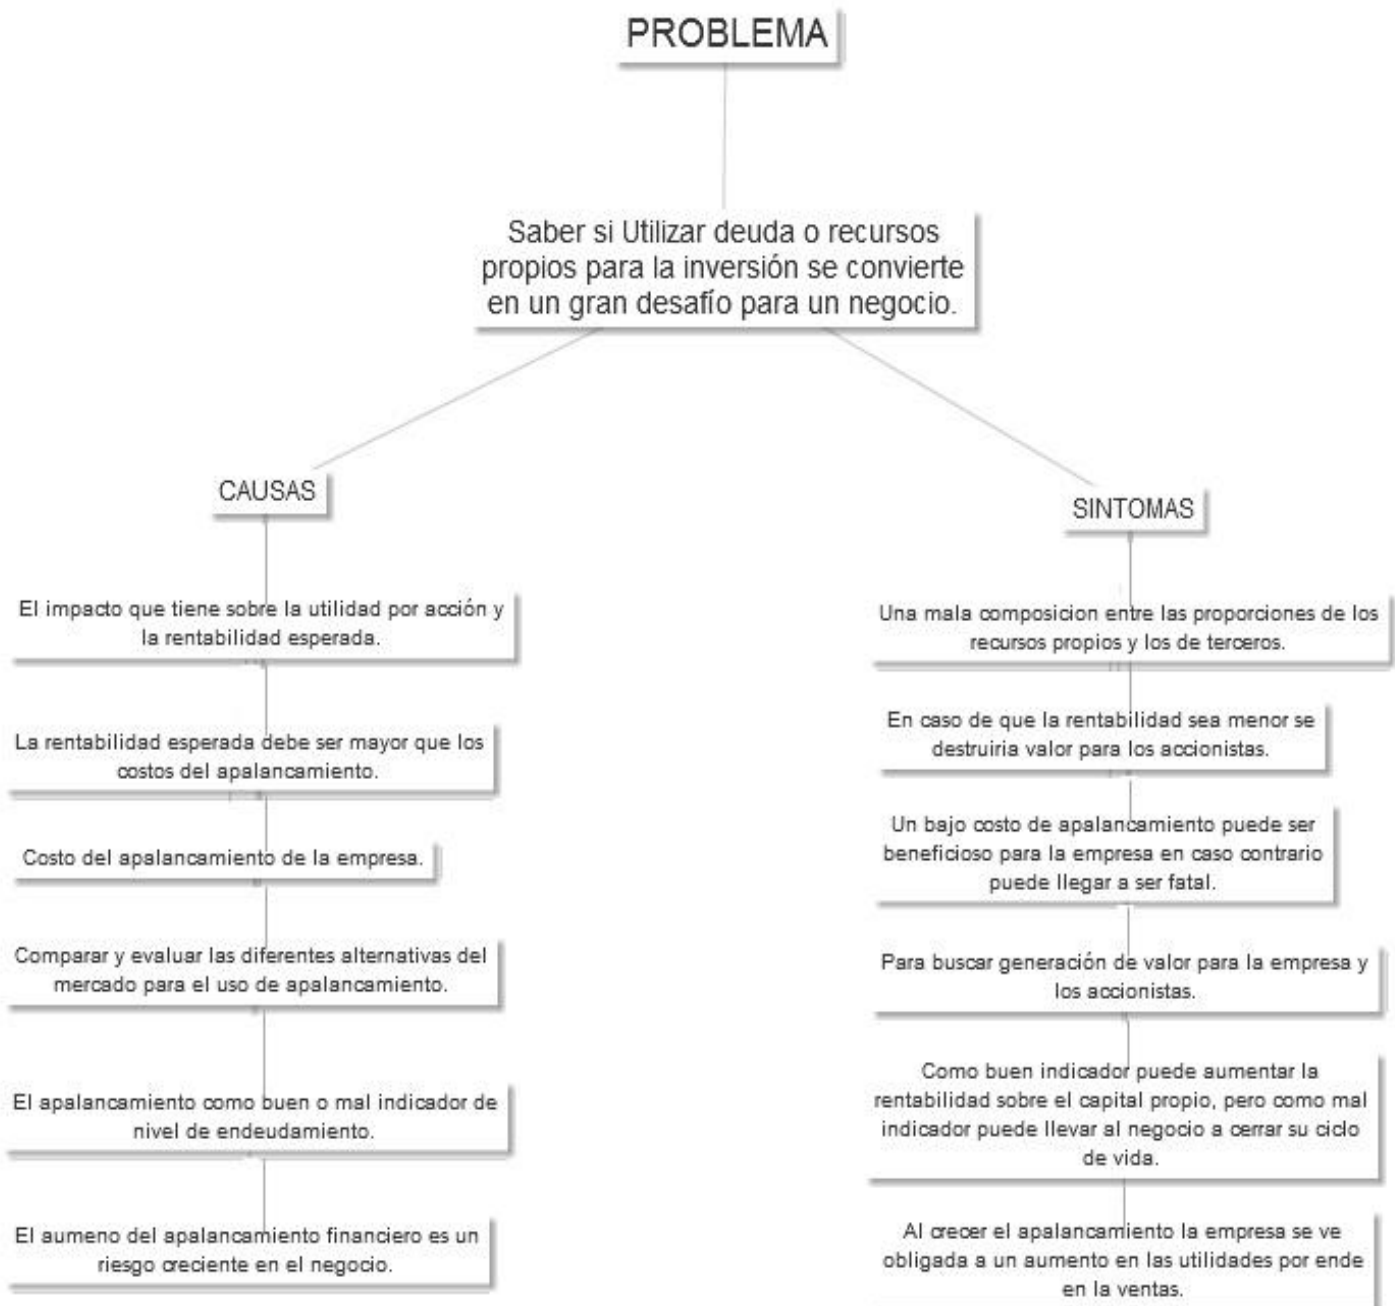 PROBLEMA
Saber si Utilizar deuda o recursos
propios para la inversión se convierte
en un gran desafío para un negocio.
CAUSAS
El impacto que tiene sobre la utilidad por acción y
la rentabilidad esperada.
La rentabilidad esperada debe ser mayor que los
costos del apalancamiento.
Costo del apalancamiento de la empresa.
Comparar y evaluar las diferentes alternativas del
mercado para el uso de apalancamiento.
El apalancamiento como buen o mal indicador de
nivel de endeudamiento.
El aumeno del apalancamiento financiero es un
riesgo creciente en el negocio.
SINTOMAS
Una mala composicion entre las proporciones de los
recursos propios y los de terceros.
En caso de que la rentabilidad sea menor se
destruiria valor para los accionistas.
Un bajo costo de apalancamiento puede ser
beneficioso para la empresa en caso contrario
puede llegar a ser fatal.
Para buscar generación de valor para la empresa y
los accionistas.
Como buen indicador puede aumentar la
rentabilidad sobre el capital propio, pero como mal
indicador puede llevar al negocio a cerrar su ciclo
de vida.
Al crecer el apalancamiento la empresa se ve
obligada a un aumento en las utilidades por ende
en la ventas.